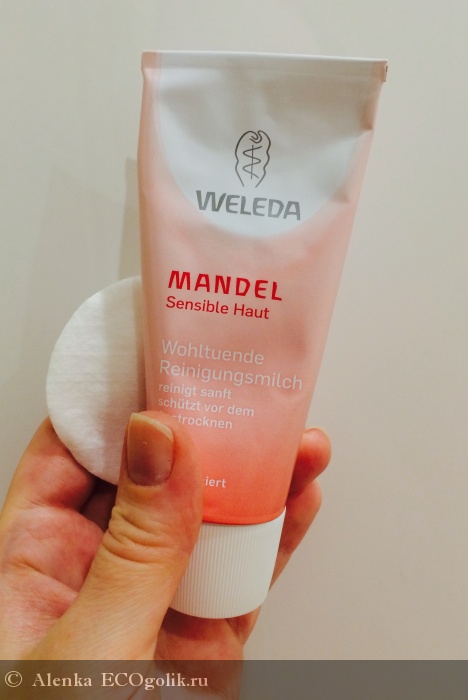 WELEDA
MANDEL
Sensible Haut
Wohltuende
Reinigungsmilch
reinigt sanft
schützt vor dem
© Alenka ECOgolik.ru